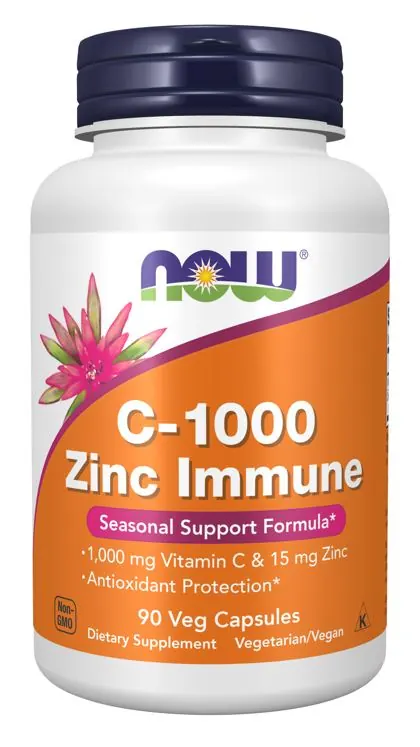 now®
C-1000
Zinc Immune
Seasonal Support Formula*
•1,000 mg Vitamin C & 15 mg Zinc
•Antioxidant Protection*
90 Veg Capsules
Non-
GMO
Dietary Supplement Vegetarian/Vegan
K